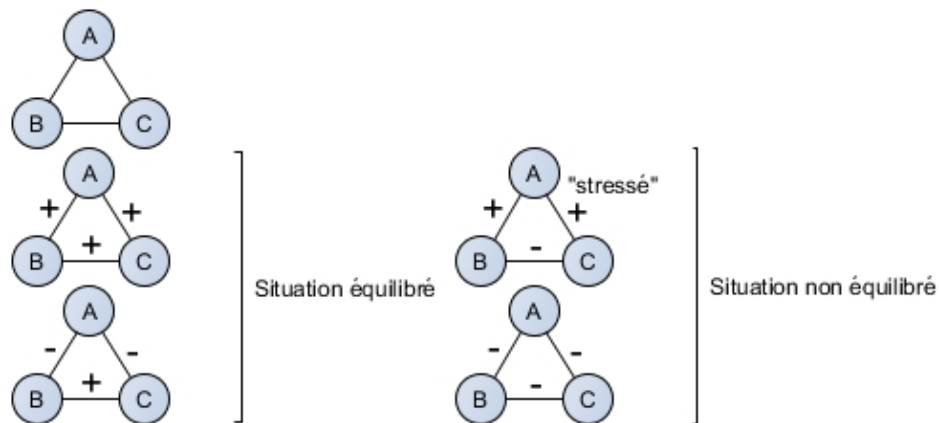 A
B C
A
+ +
+
B C
A
- -
+
B C
Situation équilibré
A
"stressé"
+ +
-
B C
A
- -
-
B C
Situation non équilibré